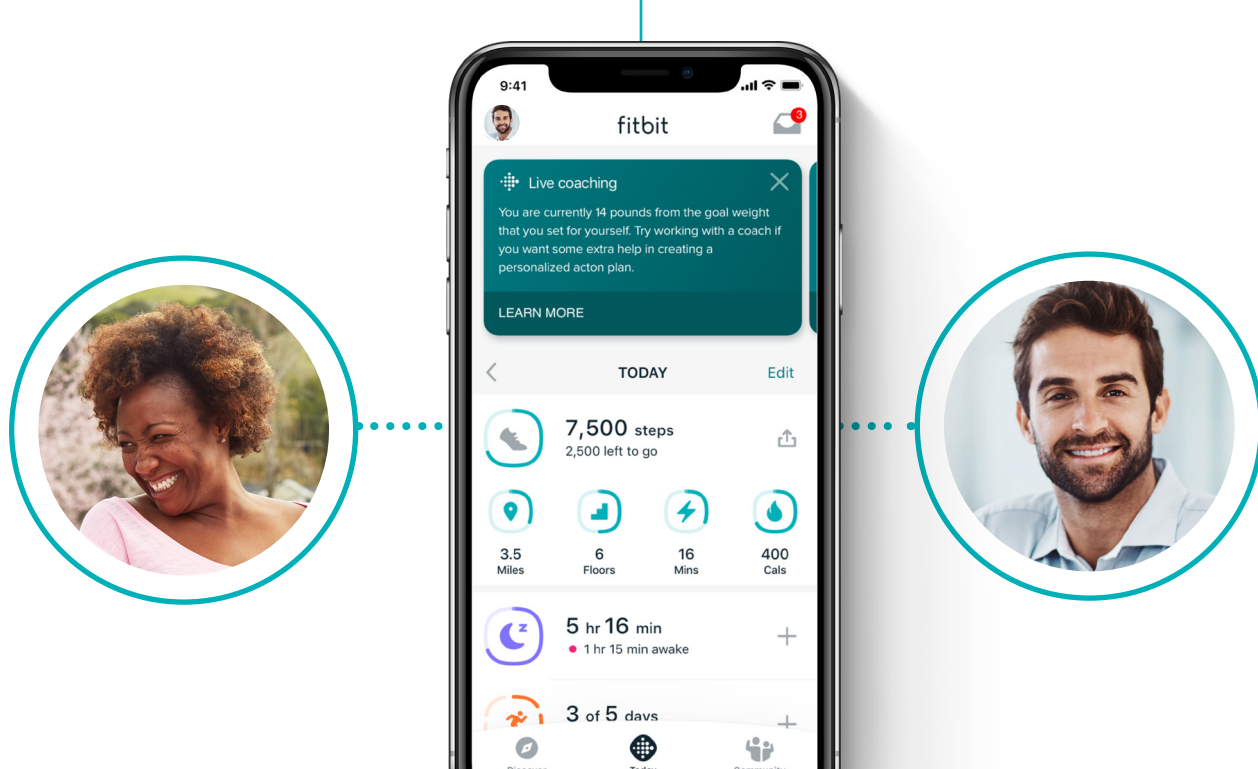 9:41
fitbit
3
Live coaching
You are currently 14 pounds from the goal weight
that you set for yourself. Try working with a coach if
you want some extra help in creating a
personalized acton plan.
LEARN MORE
TODAY
Edit
7,500 steps
2,500 left to go
3.5
Miles
6
Floors
16
Mins
400
Cals
z
5 hr 16 min
1 hr 15 min awake
3 of 5 days
Discover
Today
Community